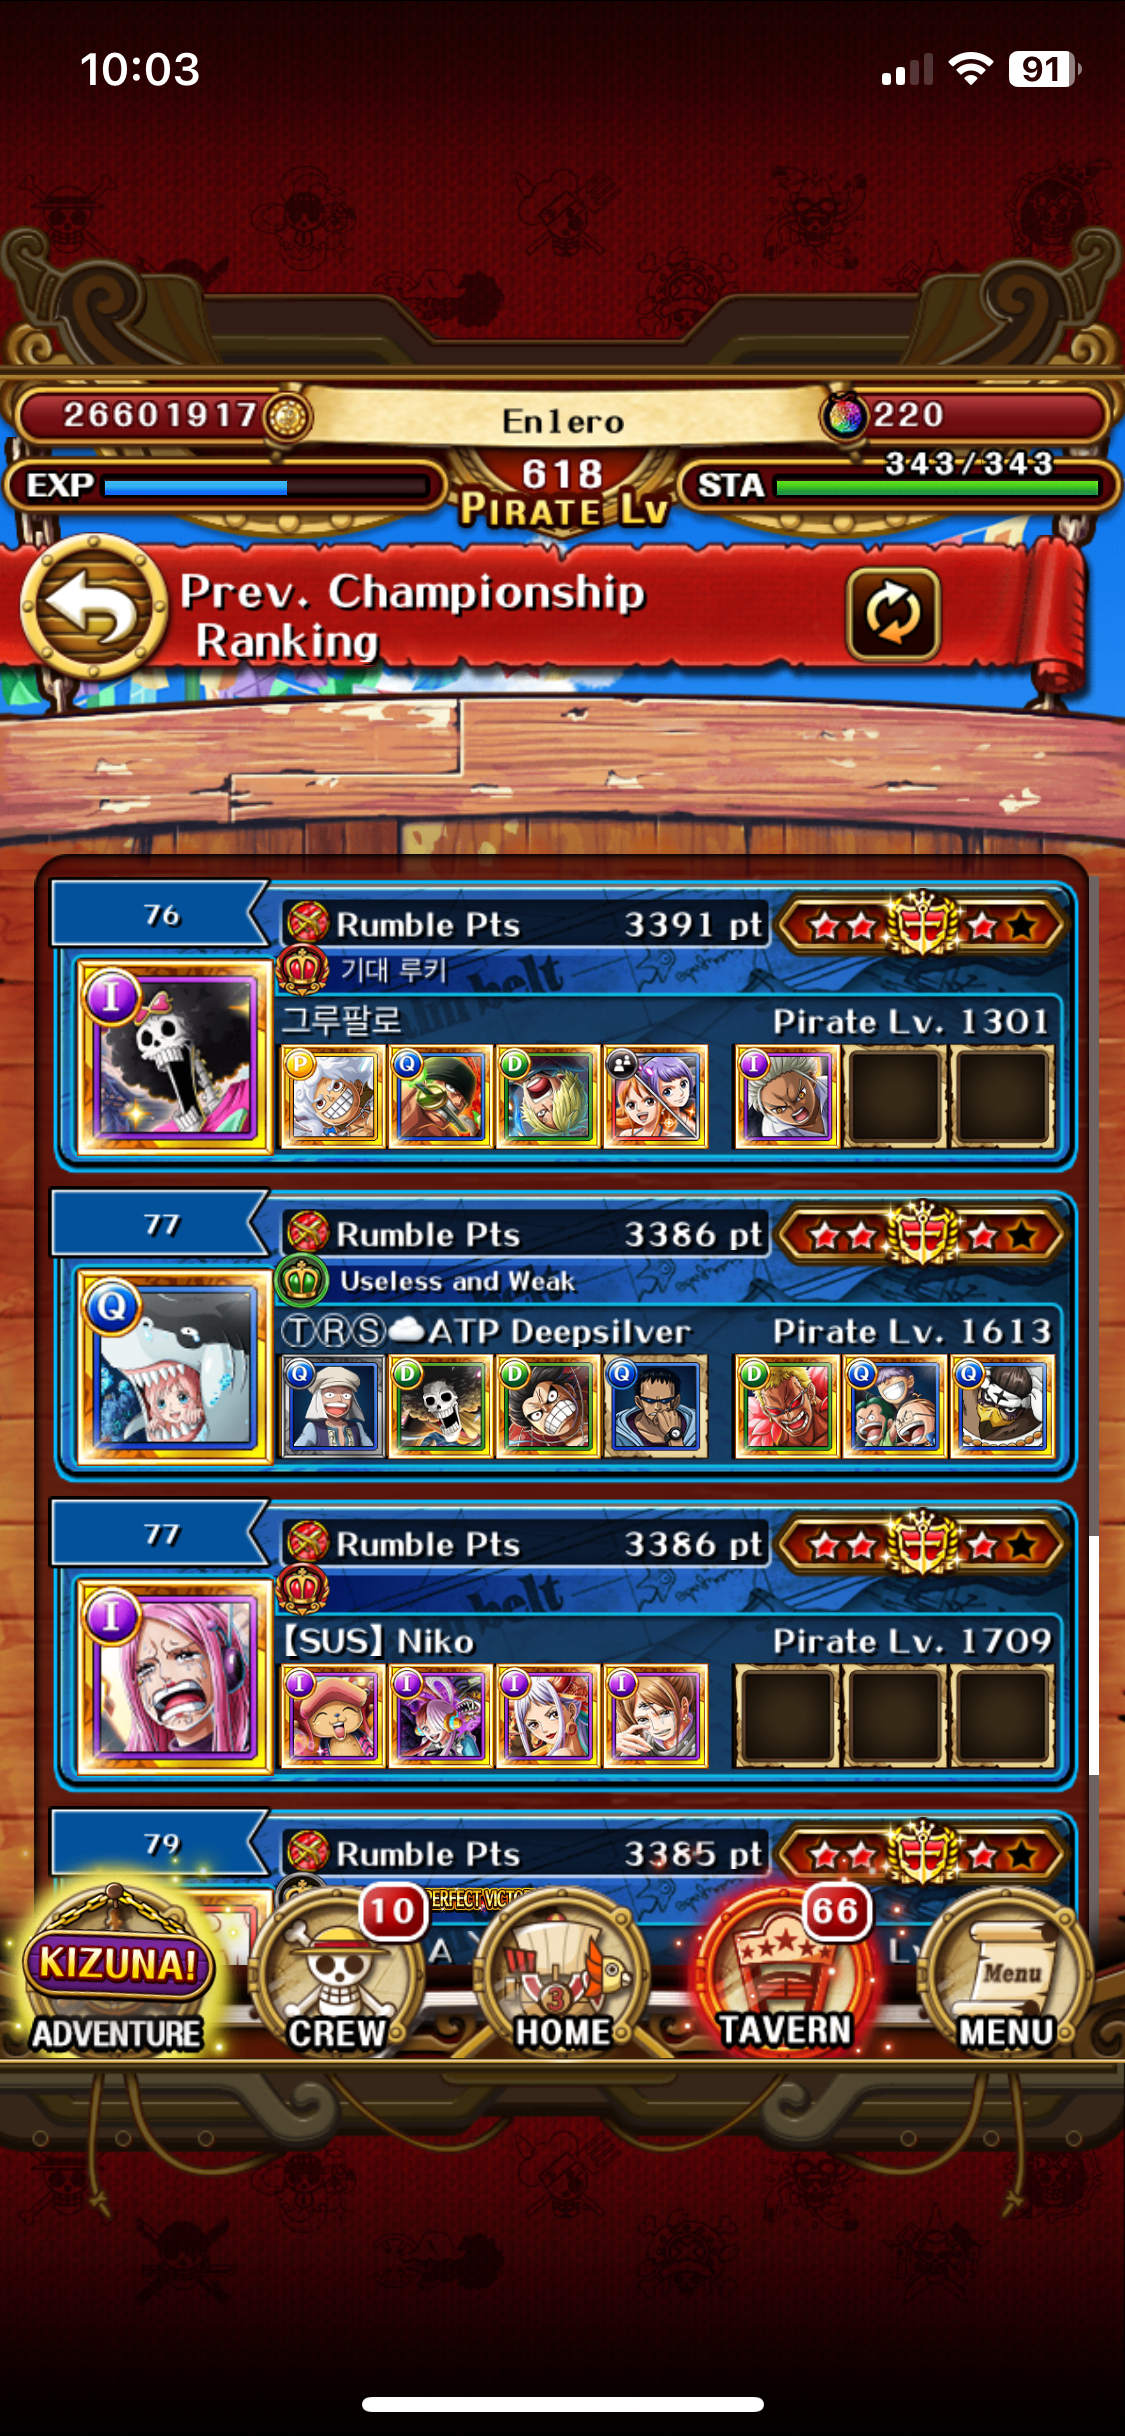 10:03
91
26601917
En1ero
220
EXP
618
343/343
STA
PIRATE Lv
Prev. Championship
Ranking
76
Rumble Pts 3391 pt
I
기대 루키
그루팔로
Pirate Lv. 1301
P Q D I
77
Rumble Pts 3386 pt
Q
Useless and Weak
ⓉⓇⓈ☁ATP Deepsilver
Pirate Lv. 1613
Q D D Q D Q Q
77
Rumble Pts 3386 pt
I
【SUS】Niko
Pirate Lv. 1709
I I I I
79
Rumble Pts 3385 pt
10
66
KIZUNA!
3
Menu
ADVENTURE
CREW
HOME
TAVERN
MENU